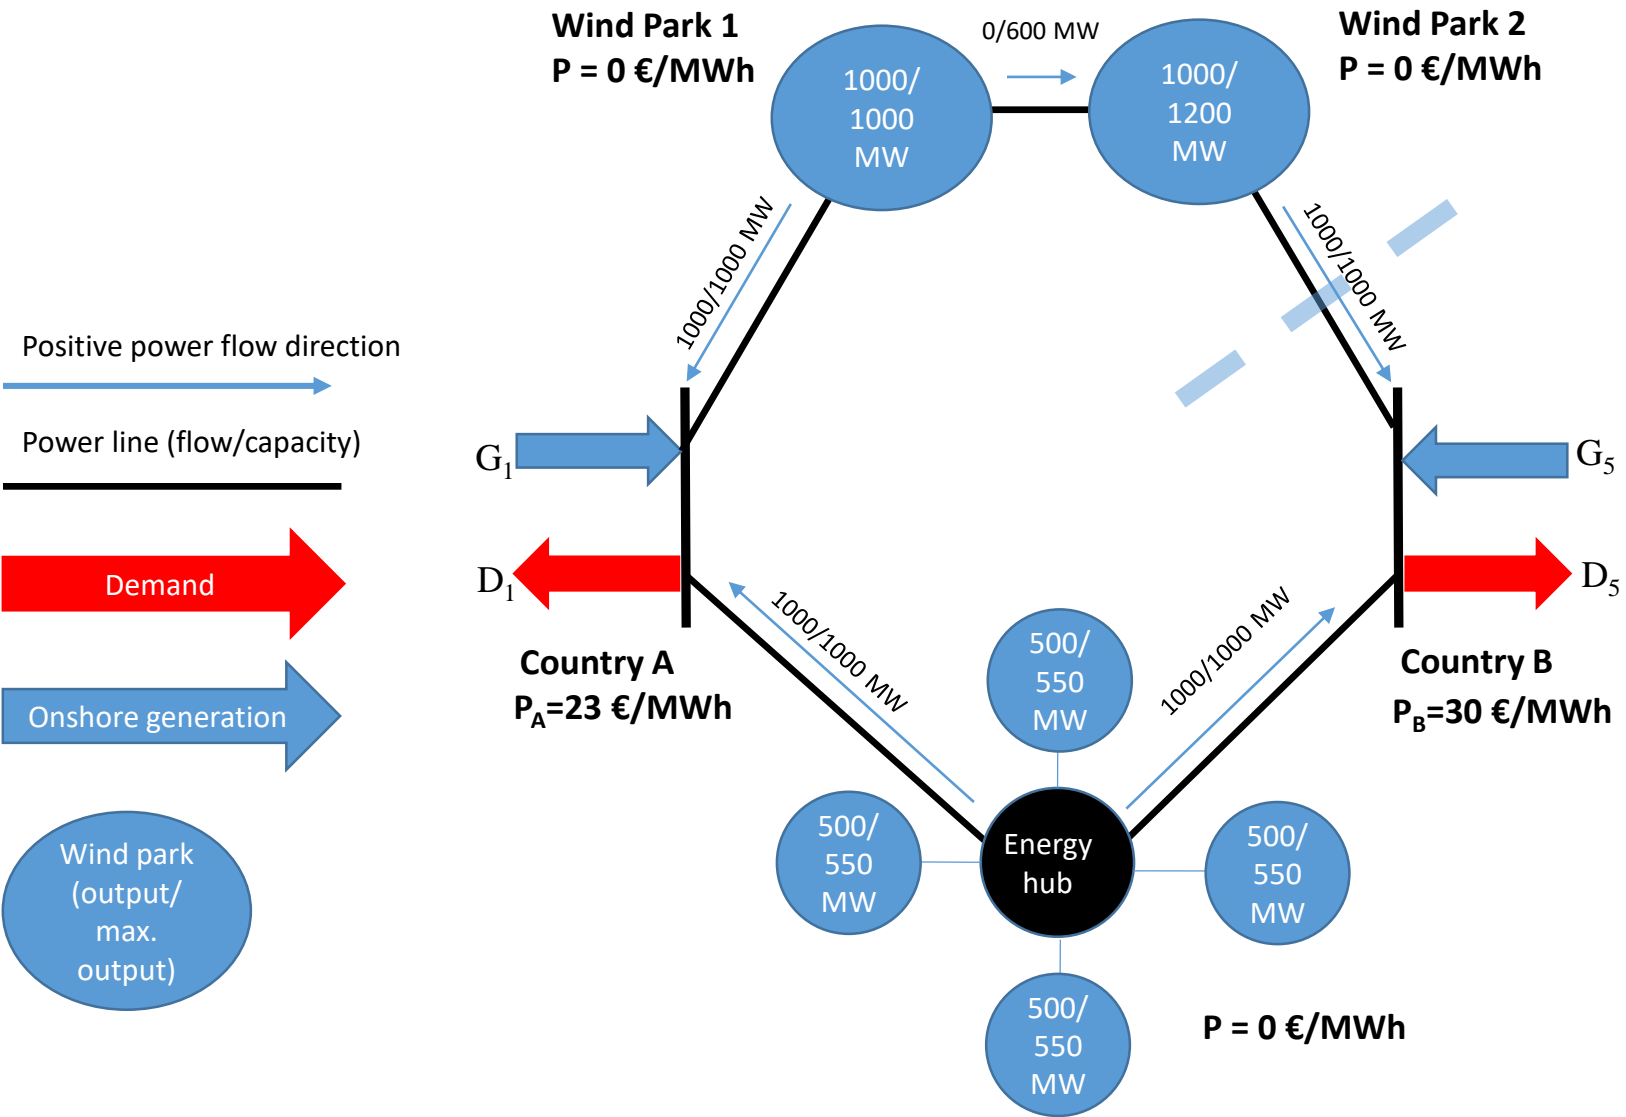 Wind Park 1
P = 0 €/MWh
0/600 MW
Wind Park 2
P = 0 €/MWh
1000/
1000
MW
1000/
1200
MW
1000/1000 MW
1000/1000 MW
Positive power flow direction
Power line (flow/capacity)
Demand
Onshore generation
Wind park
(output/
max.
output)
G1
D1
G5
D5
Country A
PA=23 €/MWh
Country B
PB=30 €/MWh
1000/1000 MW
1000/1000 MW
500/
550
MW
500/
550
MW
Energy
hub
500/
550
MW
500/
550
MW
P = 0 €/MWh